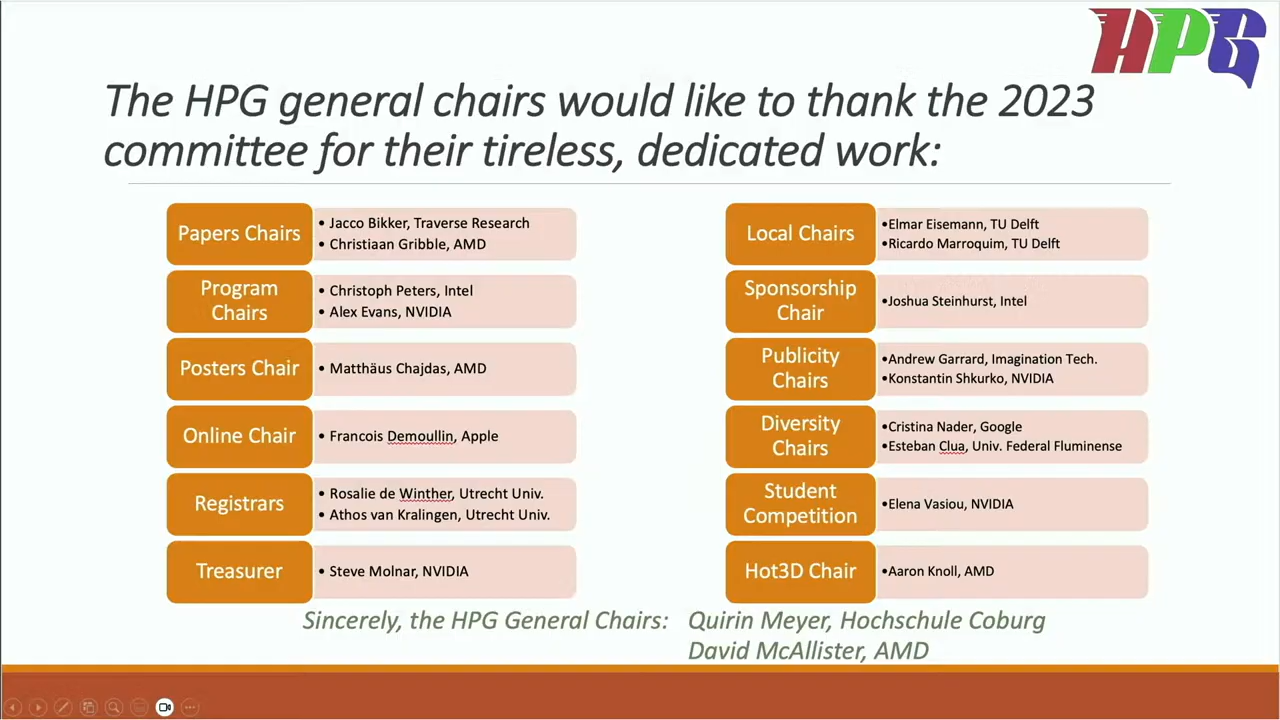 HPG
The HPG general chairs would like to thank the 2023
committee for their tireless, dedicated work:
Papers Chairs
• Jacco Bikker, Traverse Research
• Christiaan Gribble, AMD
Program
Chairs
• Christoph Peters, Intel
• Alex Evans, NVIDIA
Posters Chair
• Matthäus Chajdas, AMD
Online Chair
• Francois Demoullin, Apple
Registrars
• Rosalie de Winther, Utrecht Univ.
• Athos van Kralingen, Utrecht Univ.
Treasurer
• Steve Molnar, NVIDIA
Local Chairs
•Elmar Eisemann, TU Delft
•Ricardo Marroquim, TU Delft
Sponsorship
Chair
•Joshua Steinhurst, Intel
Publicity
Chairs
•Andrew Garrard, Imagination Tech.
•Konstantin Shkurko, NVIDIA
Diversity
Chairs
•Cristina Nader, Google
•Esteban Clua, Univ. Federal Fluminense
Student
Competition
•Elena Vasiou, NVIDIA
Hot3D Chair
•Aaron Knoll, AMD
Sincerely, the HPG General Chairs: Quirin Meyer, Hochschule Coburg
David McAllister, AMD